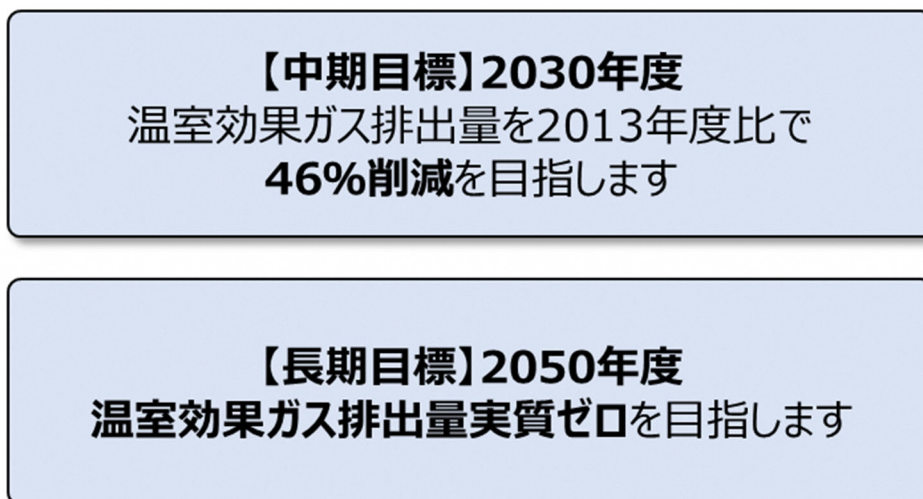 【中期目標】2030年度
温室効果ガス排出量を2013年度比で
46%削減を目指します
【長期目標】2050年度
温室効果ガス排出量実質ゼロを目指します